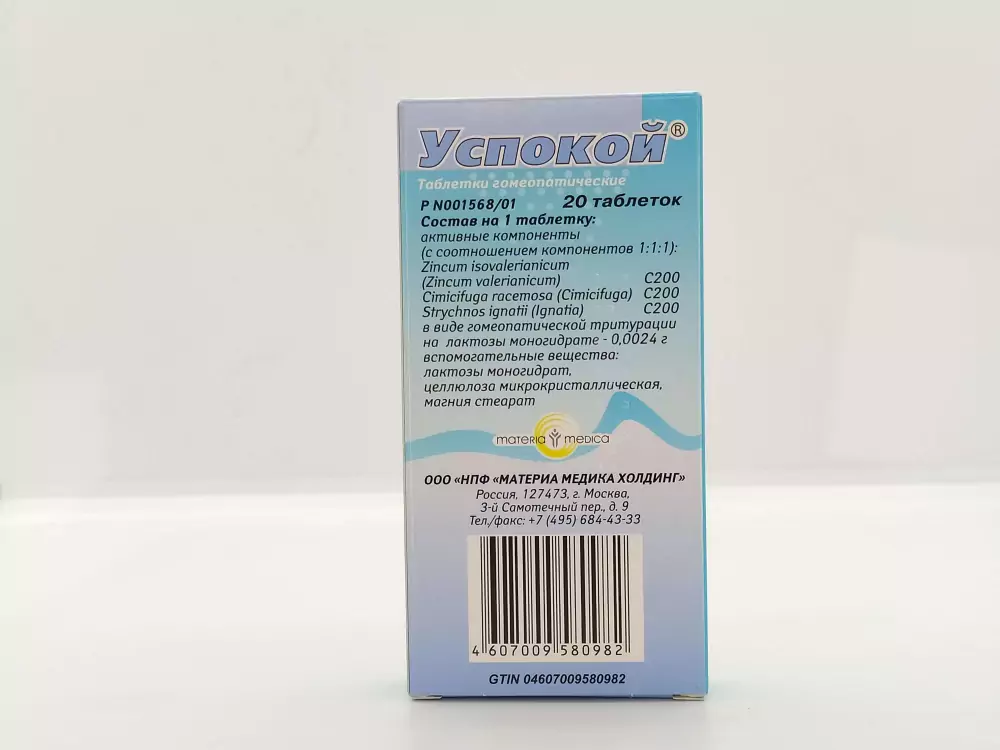 Успокой®
Таблетки гомеопатические
Р N001568/01 20 таблеток
Состав на 1 таблетку:
активные компоненты
(с соотношением компонентов 1:1:1):
Zincum isovalerianicum
(Zincum valerianicum) C200
Cimicifuga racemosa (Cimicifuga) C200
Strychnos ignatii (Ignatia) C200
в виде гомеопатической тритурации
на лактозы моногидрате - 0,0024 г
вспомогательные вещества:
лактозы моногидрат,
целлюлоза микрокристаллическая,
магния стеарат
materia medica
ООО «НПФ «МАТЕРИА МЕДИКА ХОЛДИНГ»
Россия, 127473, г. Москва,
3-й Самотечный пер., д. 9
Тел./факс: +7 (495) 684-43-33
4 607009 580982
GTIN 04607009580982